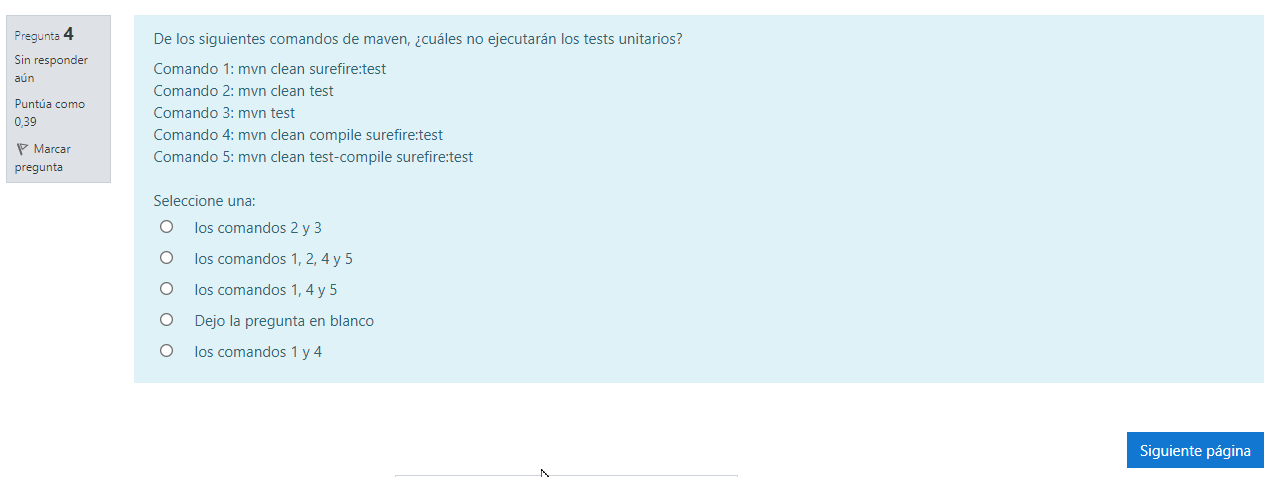 Pregunta 4
Sin responder
aún
Puntúa como
0,39
Marcar
pregunta
De los siguientes comandos de maven, ¿cuáles no ejecutarán los tests unitarios?
Comando 1: mvn clean surefire:test
Comando 2: mvn clean test
Comando 3: mvn test
Comando 4: mvn clean compile surefire:test
Comando 5: mvn clean test-compile surefire:test
Seleccione una:
los comandos 2 y 3
los comandos 1, 2, 4 y 5
los comandos 1, 4 y 5
Dejo la pregunta en blanco
los comandos 1 y 4
Siguiente página